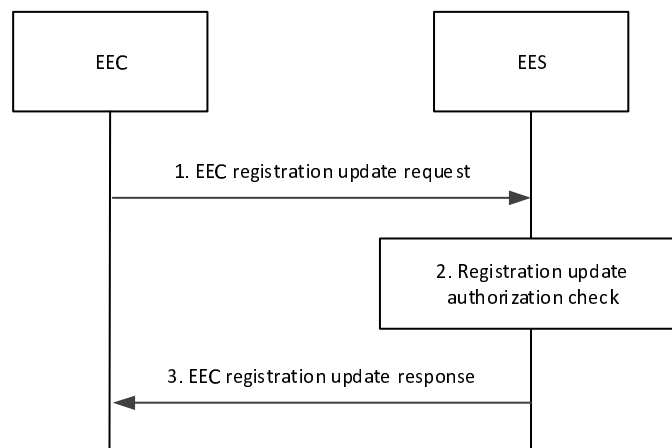 EEC
EES
1. EEC registration update request
2. Registration update
authorization check
3. EEC registration update response